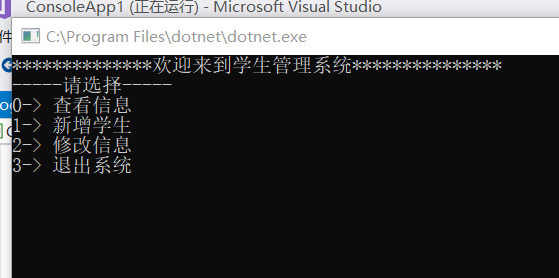 ConsoleApp1 (正在运行) - Microsoft Visual Studio
C:\Program Files\dotnet\dotnet.exe
**************欢迎来到学生管理系统***************
-----请选择-----
0-> 查看信息
1-> 新增学生
2-> 修改信息
3-> 退出系统